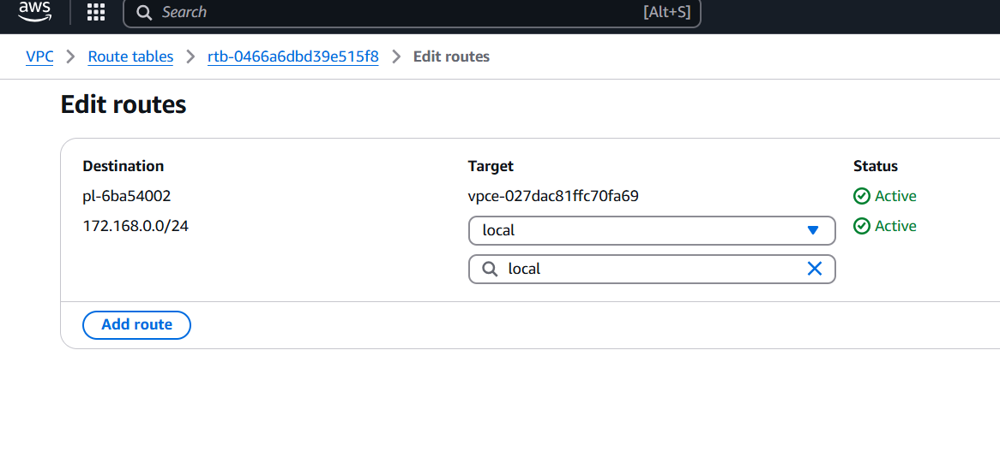 aws
Search [Alt+S]
VPC > Route tables > rtb-0466a6dbd39e515f8 > Edit routes
Edit routes
Destination Target Status
pl-6ba54002 vpce-027dac81ffc70fa69 Active
172.168.0.0/24 local Active
local
Add route